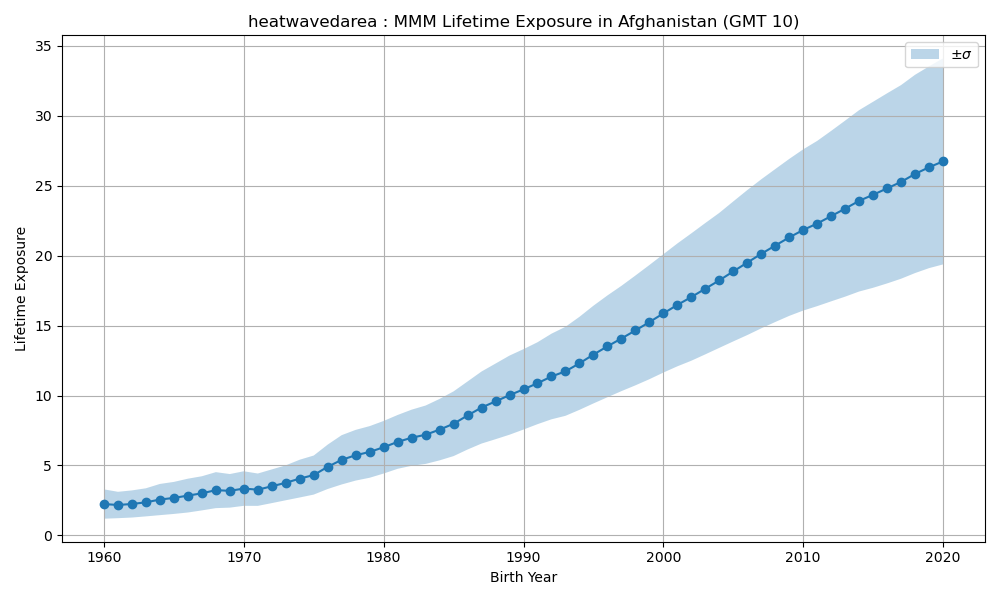 heatwavedarea : MMM Lifetime Exposure in Afghanistan (GMT 10)
±σ
35
30
25
20
15
10
5
0
Lifetime Exposure
1960 1970 1980 1990 2000 2010 2020
Birth Year